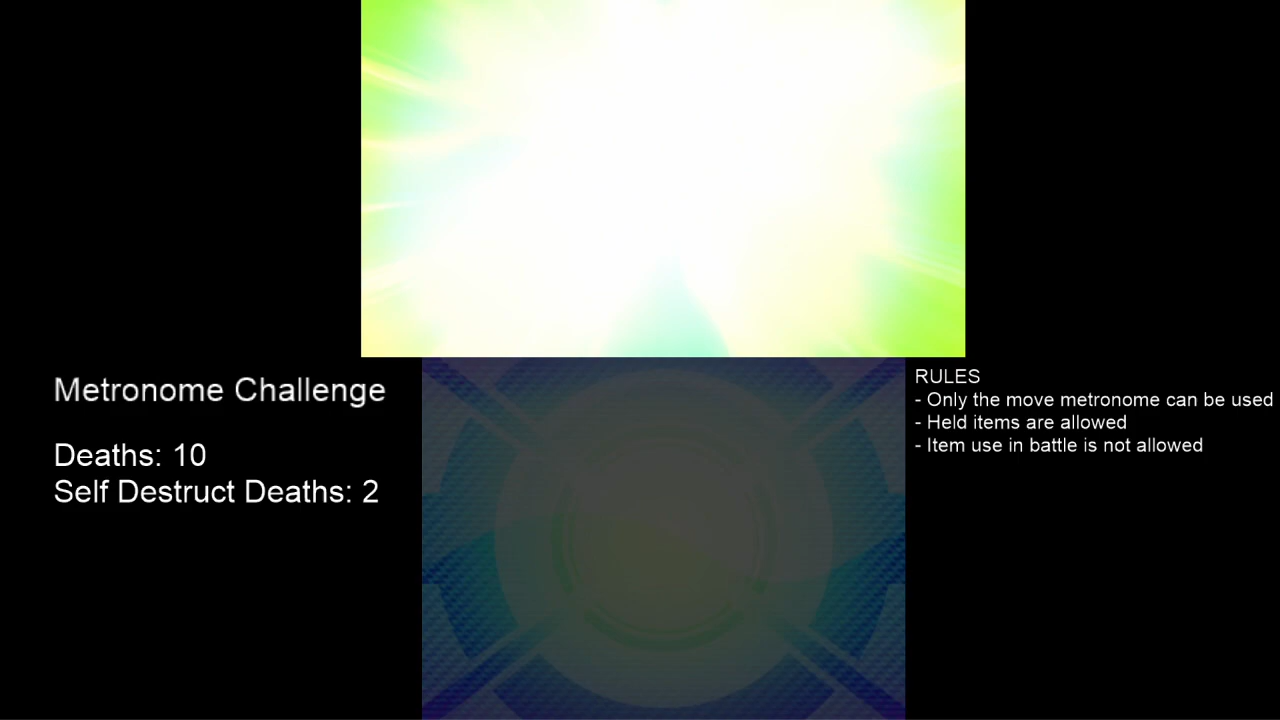 Metronome Challenge
Deaths: 10
Self Destruct Deaths: 2
RULES
- Only the move metronome can be used
- Held items are allowed
- Item use in battle is not allowed